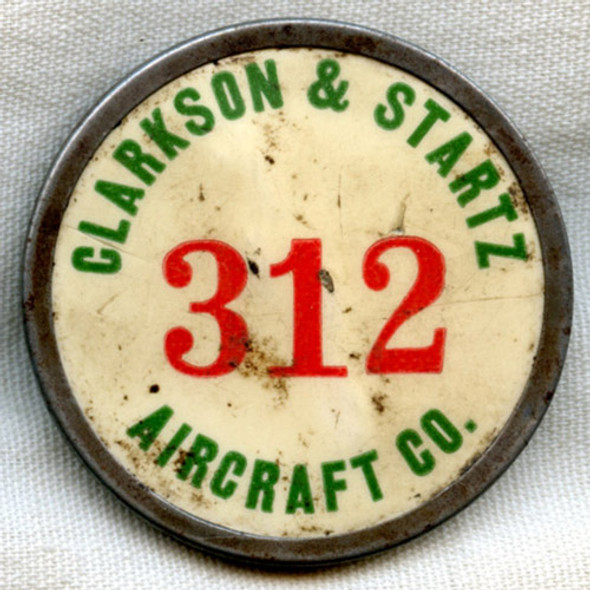 CLARKSON & STARTZ
312
AIRCRAFT CO.